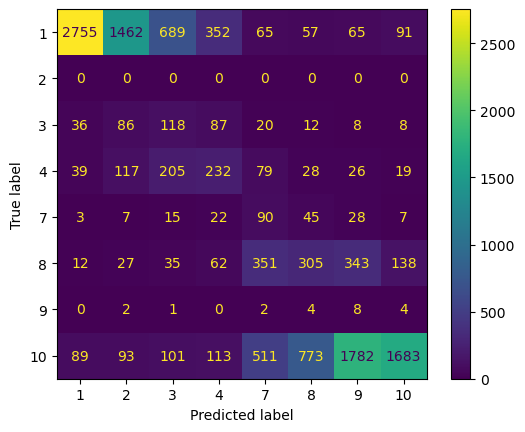 1 2755 1462 689 352 65 57 65 91
2 0 0 0 0 0 0 0 0
3 36 86 118 87 20 12 8 8
4 39 117 205 232 79 28 26 19
7 3 7 15 22 90 45 28 7
8 12 27 35 62 351 305 343 138
9 0 2 1 0 2 4 8 4
10 89 93 101 113 511 773 1782 1683
1 2 3 4 7 8 9 10
Predicted label
True label
2500
2000
1500
1000
500
0